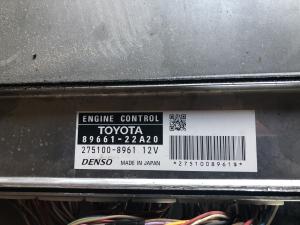 ENGINE CONTROL
TOYOTA
89661-22A20
275100-8961 12V
DENSO MADE IN JAPAN
*2751008961*